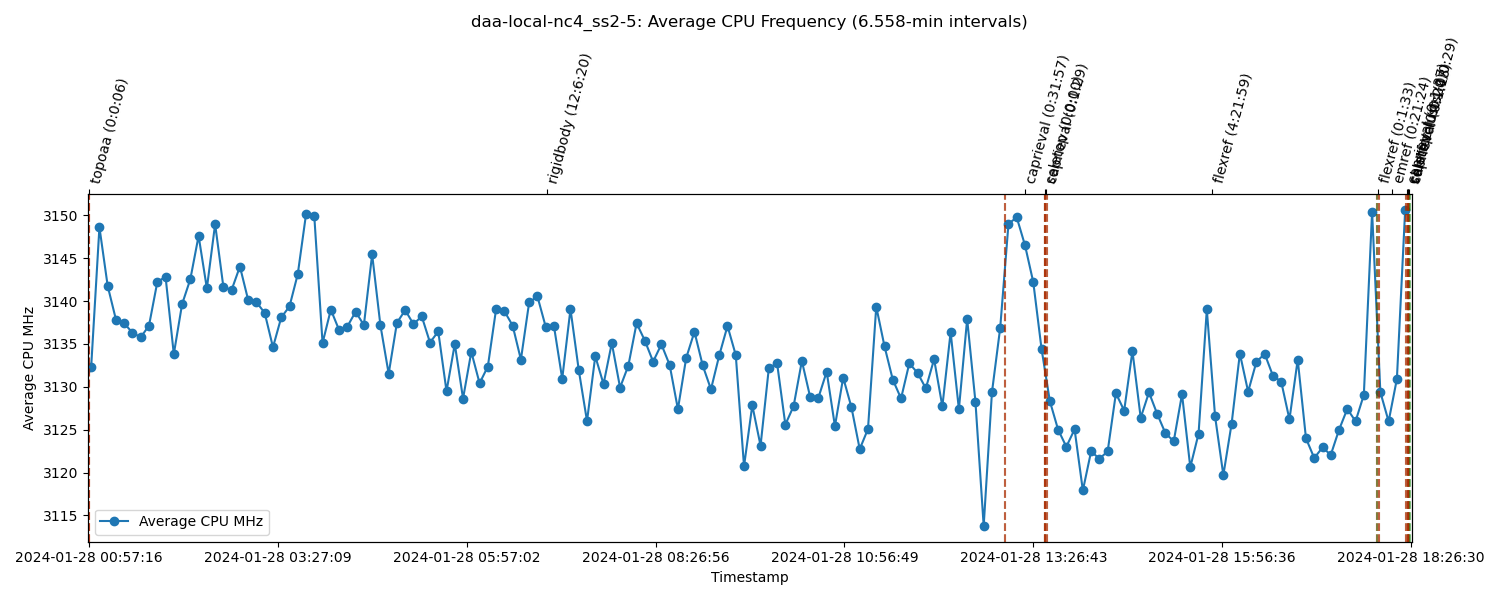 daa-local-nc4_ss2-5: Average CPU Frequency (6.558-min intervals)
topoaa (0:0:06)
rigidbody (12:6:20)
caprieval (0:31:57)
flexref (4:21:59)
flexref (0:1:33)
emref (0:21:24)
3150
3145
3140
3135
3130
3125
3120
3115
Average CPU MHz
Average CPU MHz
2024-01-28 00:57:16
2024-01-28 03:27:09
2024-01-28 05:57:02
2024-01-28 08:26:56
2024-01-28 10:56:49
2024-01-28 13:26:43
2024-01-28 15:56:36
2024-01-28 18:26:30
Timestamp